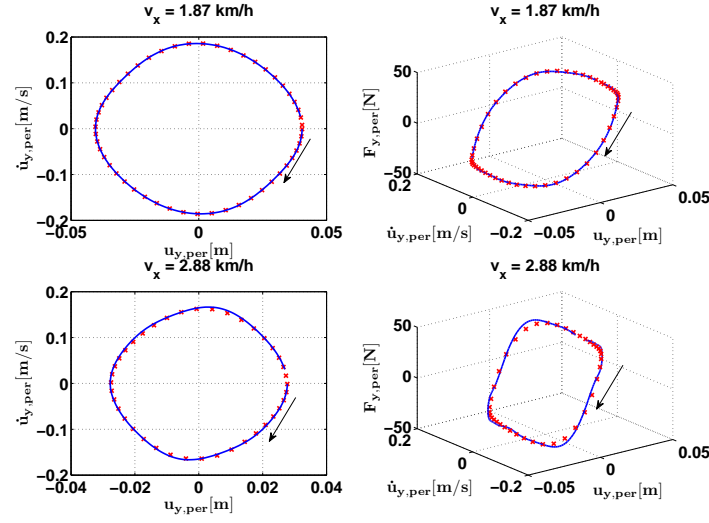 v_x = 1.87 km/h
0.2
0.1
0
−0.1
−0.2
u̇_y,per[m/s]
−0.05
0
0.05
u_y,per[m]
v_x = 1.87 km/h
50
0
−50
F_y,per[N]
0.2
0
−0.2
u̇_y,per[m/s]
−0.05
0
0.05
u_y,per[m]
v_x = 2.88 km/h
0.2
0.1
0
−0.1
−0.2
u̇_y,per[m/s]
−0.04
−0.02
0
0.02
0.04
u_y,per[m]
v_x = 2.88 km/h
50
0
−50
F_y,per[N]
0.2
0
−0.2
u̇_y,per[m/s]
−0.05
0
0.05
u_y,per[m]